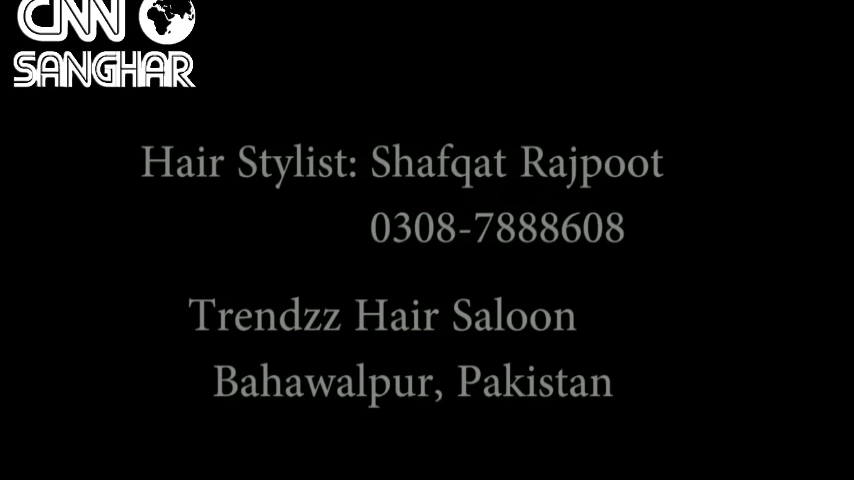 CNN
SANGHAR
Hair Stylist: Shafqat Rajpoot
0308-7888608
Trendzz Hair Saloon
Bahawalpur, Pakistan